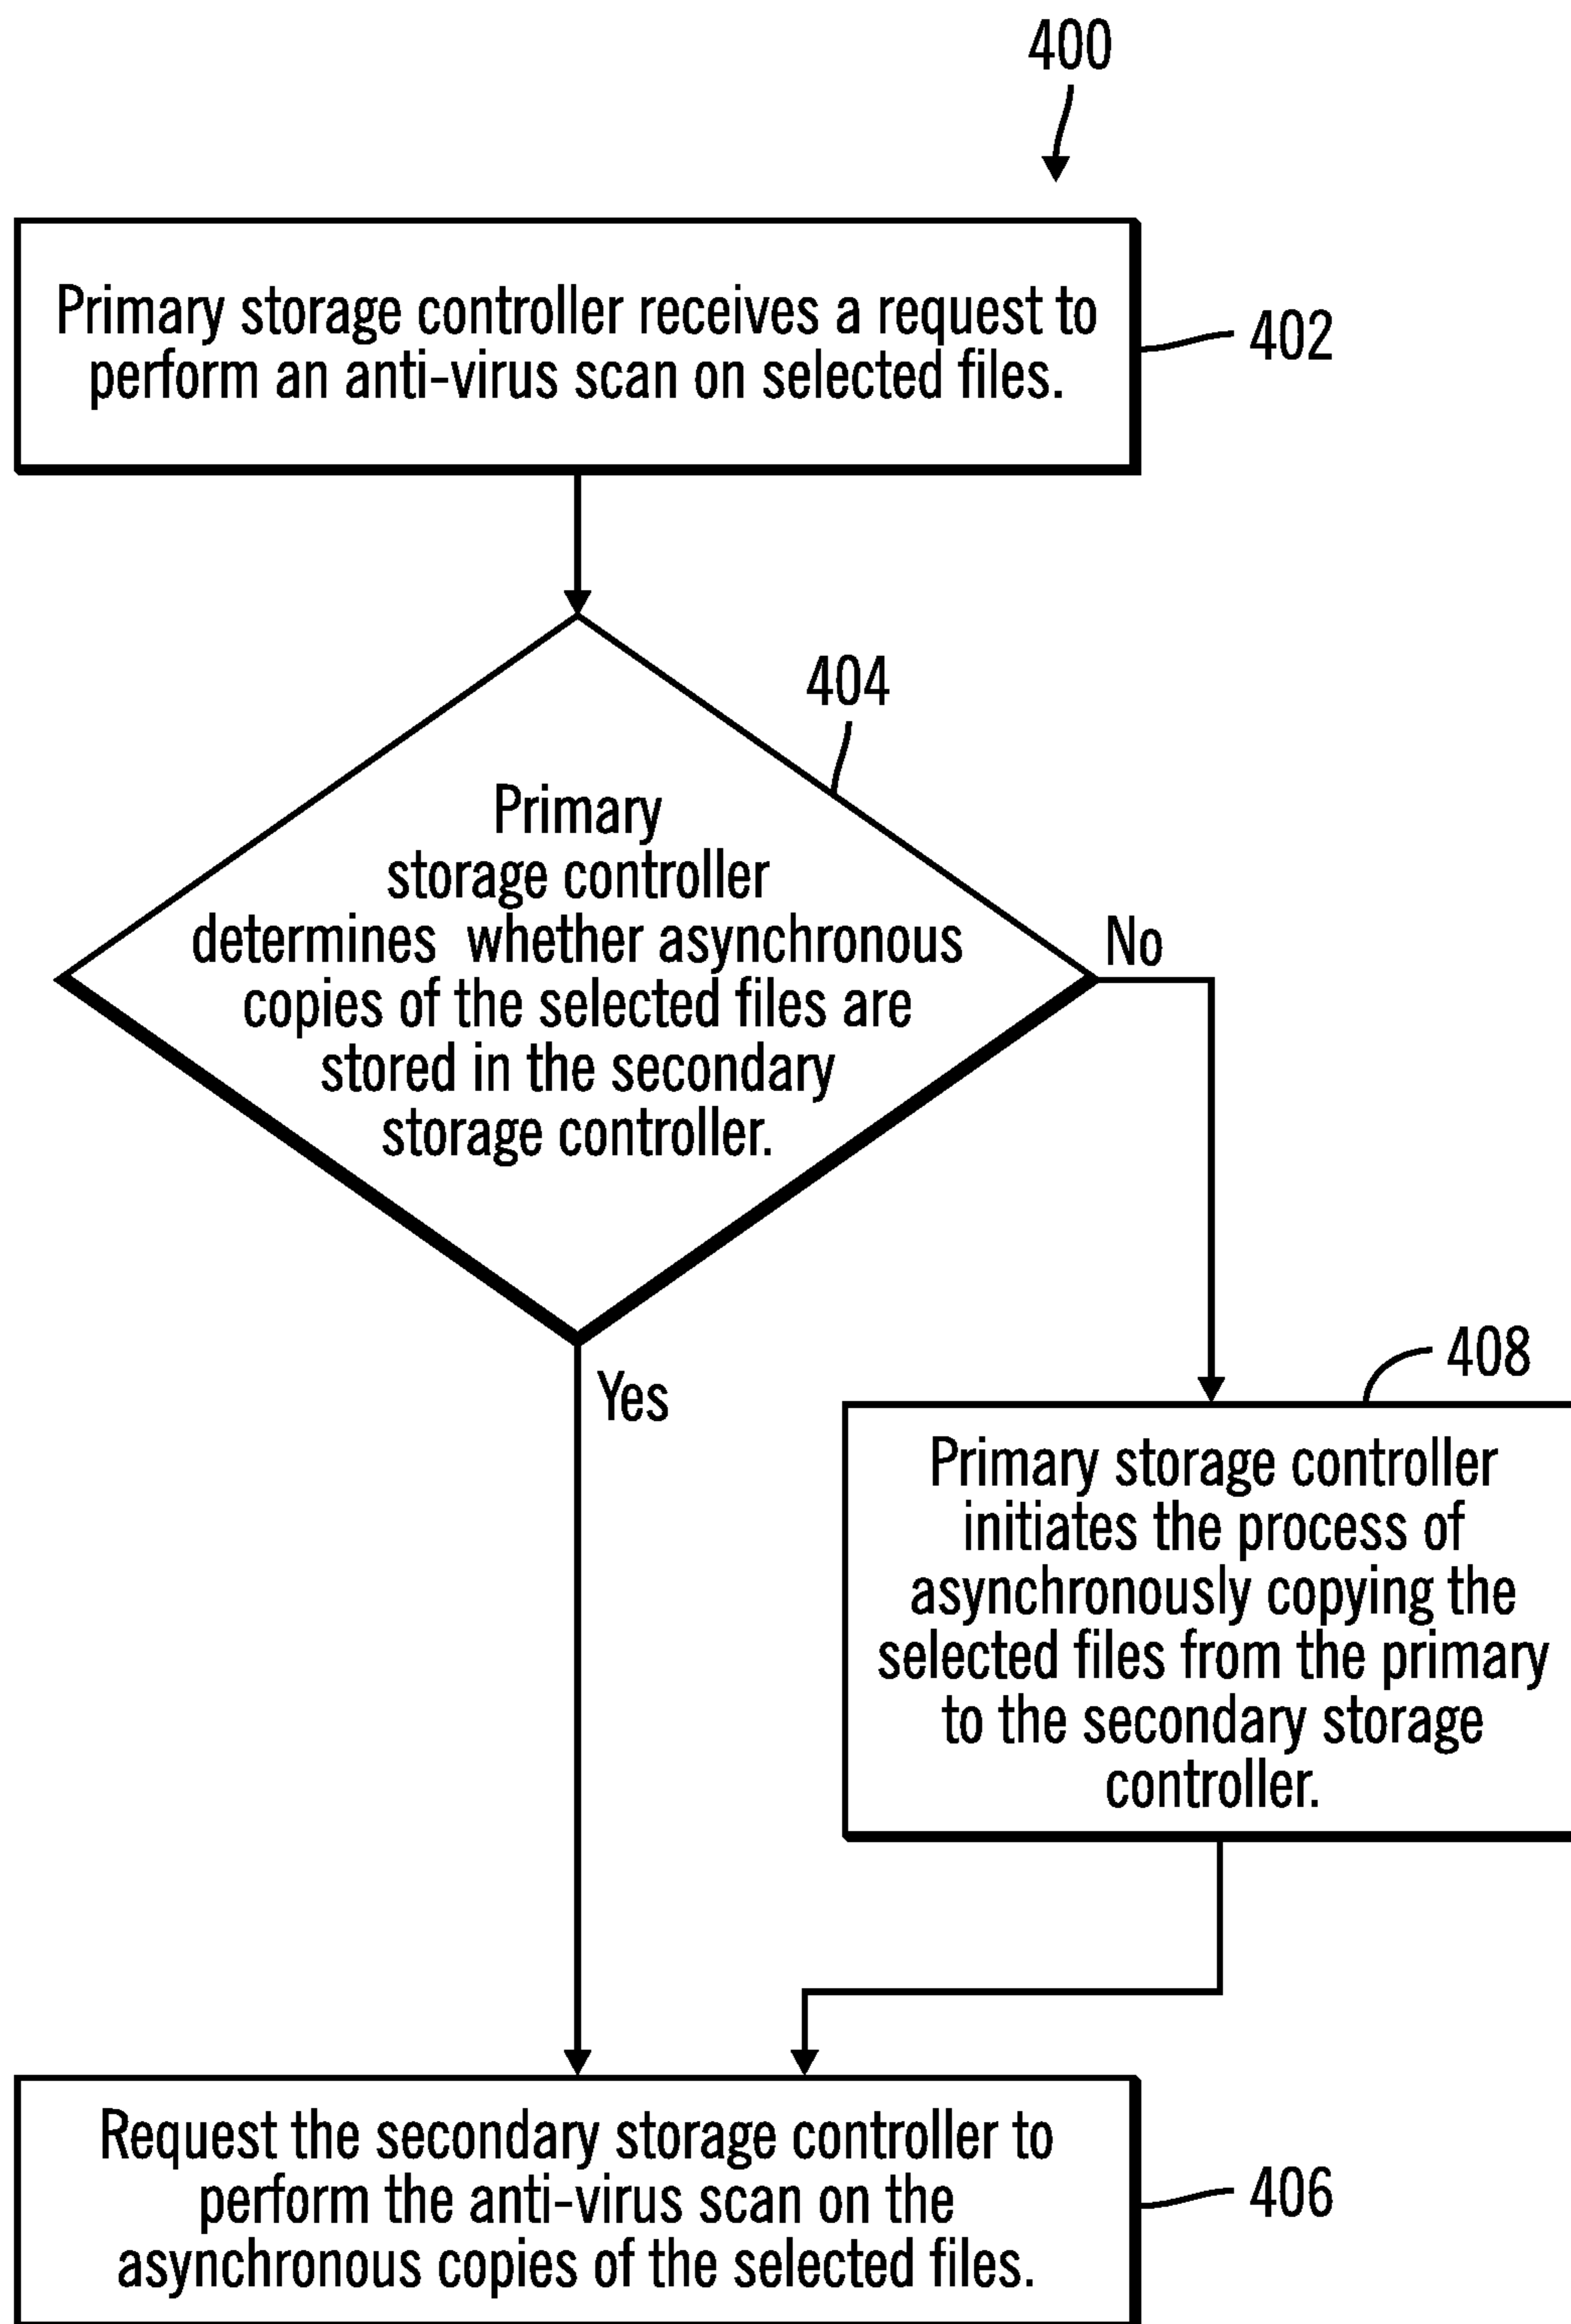 400
Primary storage controller receives a request to
perform an anti-virus scan on selected files.
402
404
Primary
storage controller
determines whether asynchronous
copies of the selected files are
stored in the secondary
storage controller.
No
Yes
408
Primary storage controller
initiates the process of
asynchronously copying the
selected files from the primary
to the secondary storage
controller.
Request the secondary storage controller to
perform the anti-virus scan on the
asynchronous copies of the selected files.
406